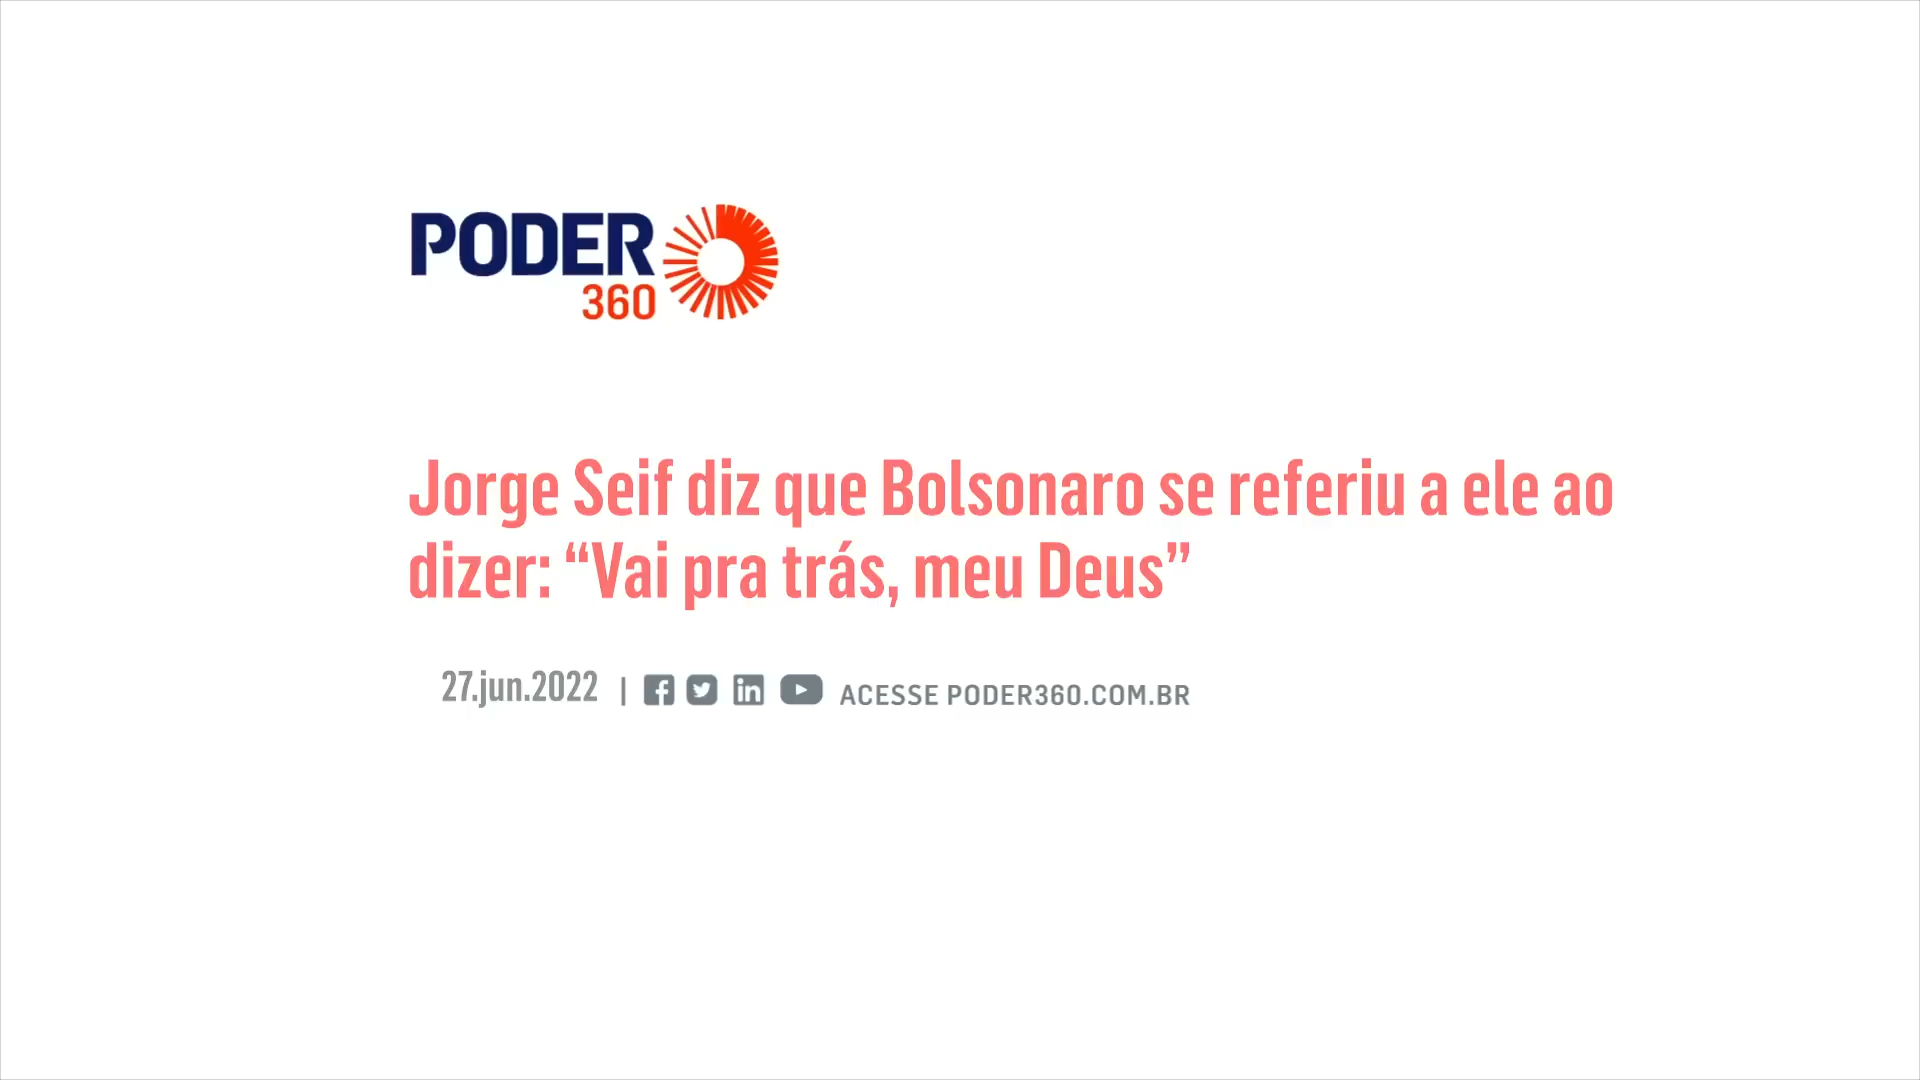 PODER
360
Jorge Seif diz que Bolsonaro se referiu a ele ao
dizer: “Vai pra trás, meu Deus”
27.jun.2022 | ACESSE PODER360.COM.BR